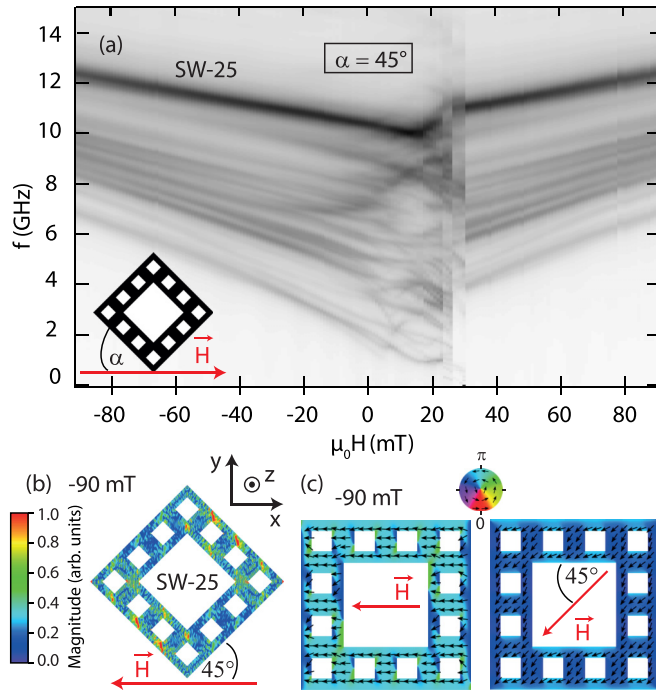 (a)
SW-25
α = 45°
14
12
10
8
6
4
2
0
f (GHz)
α
H
-80 -60 -40 -20 0 20 40 60 80
μ₀H (mT)
(b) -90 mT
y
z
x
1.0
0.8
0.6
0.4
0.2
0.0
Magnitude (arb. units)
SW-25
H
45°
(c) -90 mT
π
0
H
45°
H